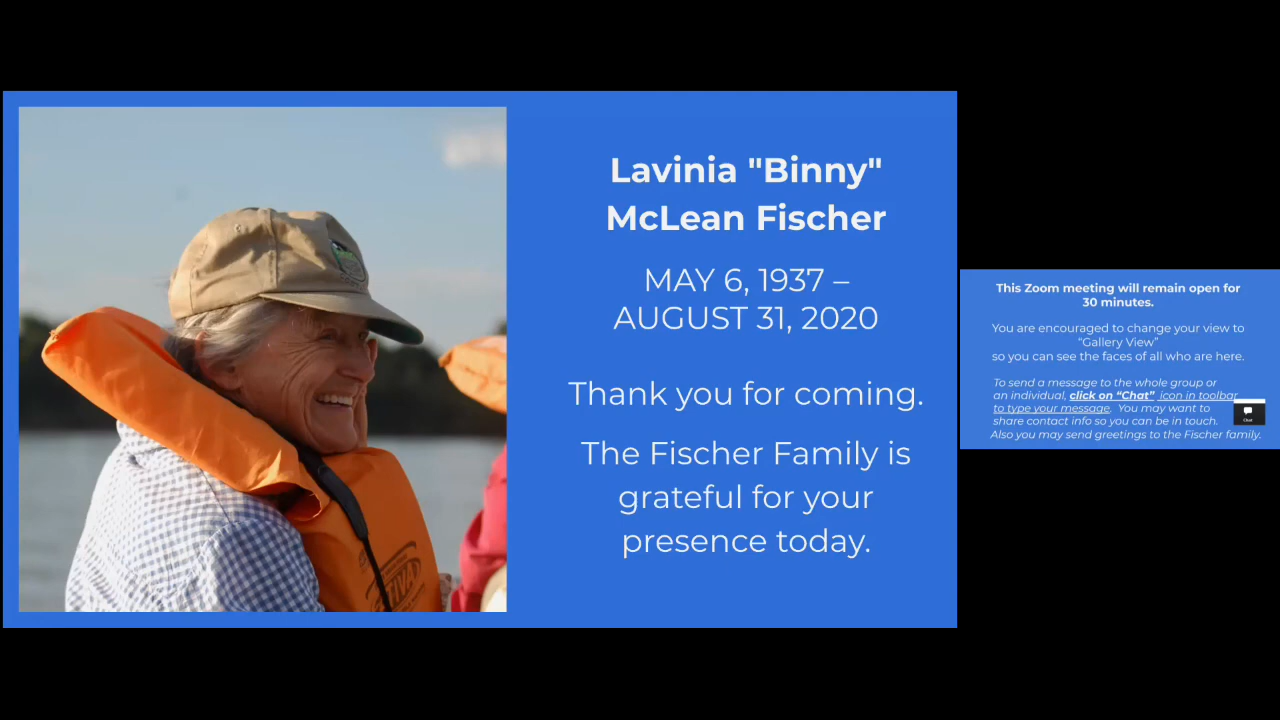 Lavinia "Binny"
McLean Fischer
MAY 6, 1937 –
AUGUST 31, 2020
Thank you for coming.
The Fischer Family is
grateful for your
presence today.
This Zoom meeting will remain open for
30 minutes.
You are encouraged to change your view to
“Gallery View”
so you can see the faces of all who are here.
To send a message to the whole group or
an individual, click on “Chat” icon in toolbar
to type your message. You may want to
share contact info so you can be in touch.
Also you may send greetings to the Fischer family.
Chat